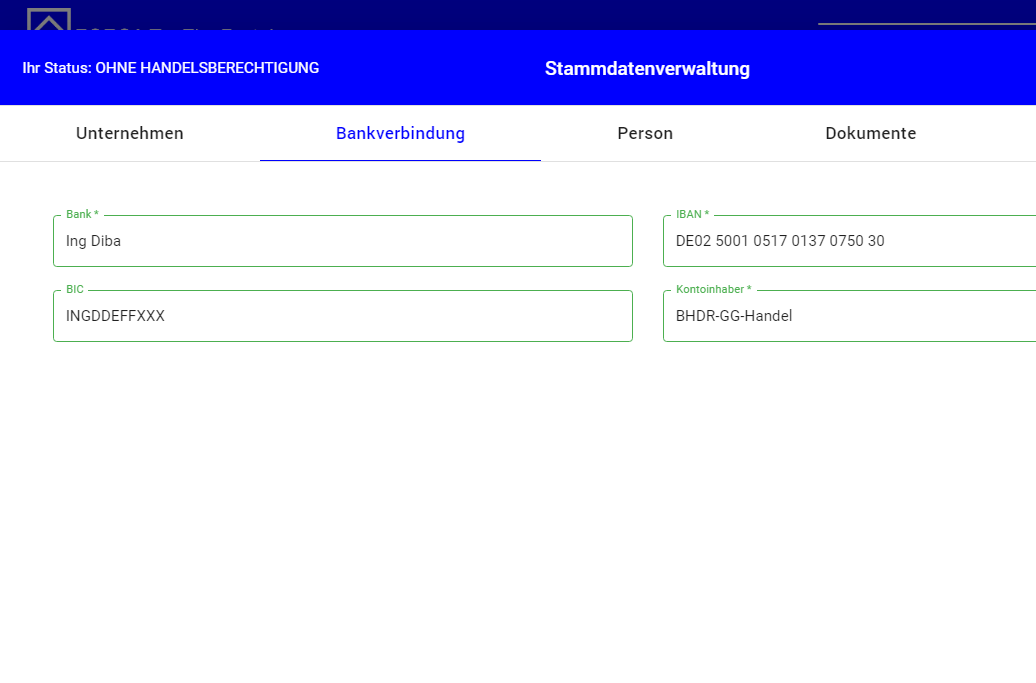 Ihr Status: OHNE HANDELSBERECHTIGUNG
Stammdatenverwaltung
Unternehmen
Bankverbindung
Person
Dokumente
Bank *
Ing Diba
IBAN *
DE02 5001 0517 0137 0750 30
BIC
INGDDEFFXXX
Kontoinhaber *
BHDR-GG-Handel